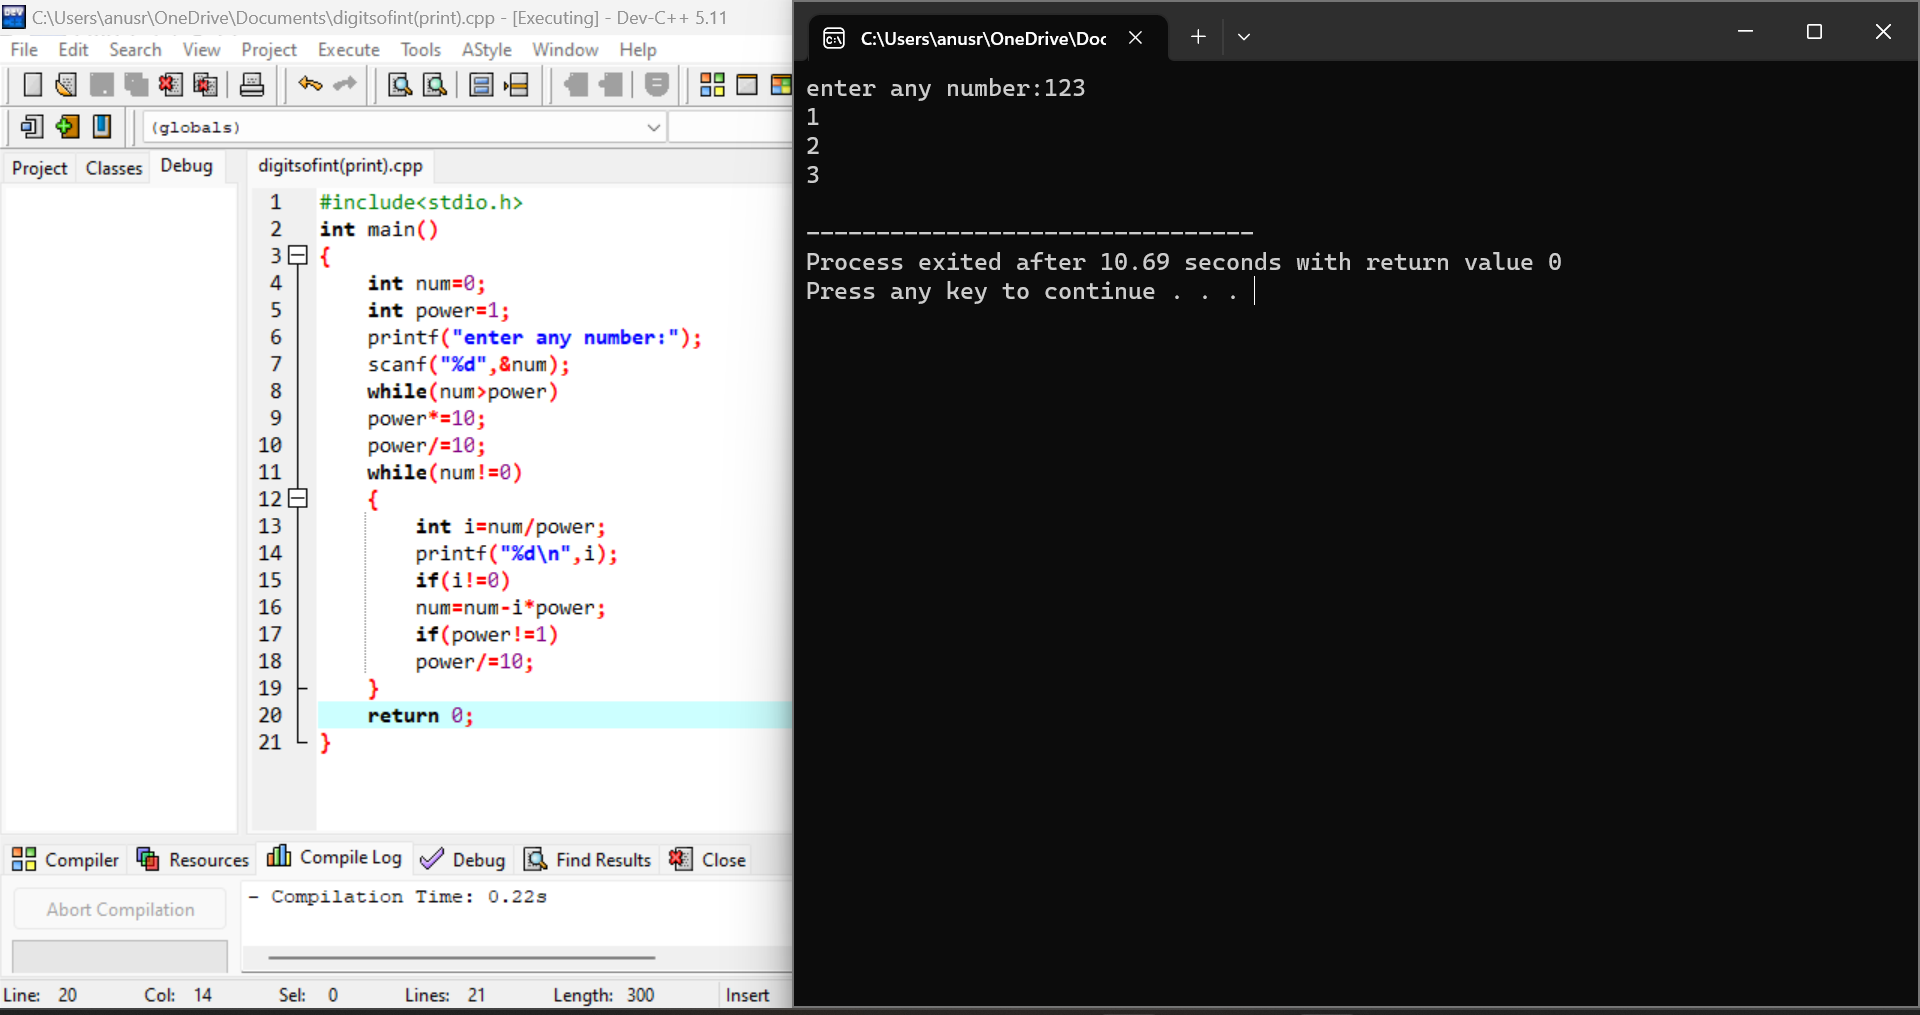 C:\Users\anusr\OneDrive\Documents\digitsofint(print).cpp - [Executing] - Dev-C++ 5.11
File Edit Search View Project Execute Tools AStyle Window Help
(globals)
Project Classes Debug
digitsofint(print).cpp
1 #include<stdio.h>
2 int main()
3 {
4 int num=0;
5 int power=1;
6 printf("enter any number:");
7 scanf("%d",&num);
8 while(num>power)
9 power*=10;
10 power/=10;
11 while(num!=0)
12 {
13 int i=num/power;
14 printf("%d\n",i);
15 if(i!=0)
16 num=num-i*power;
17 if(power!=1)
18 power/=10;
19 }
20 return 0;
21 }
Compiler Resources Compile Log Debug Find Results Close
Abort Compilation
- Compilation Time: 0.22s
Line: 20 Col: 14 Sel: 0 Lines: 21 Length: 300 Insert
C:\Users\anusr\OneDrive\Doc
enter any number:123
1
2
3
--------------------------------
Process exited after 10.69 seconds with return value 0
Press any key to continue . . .